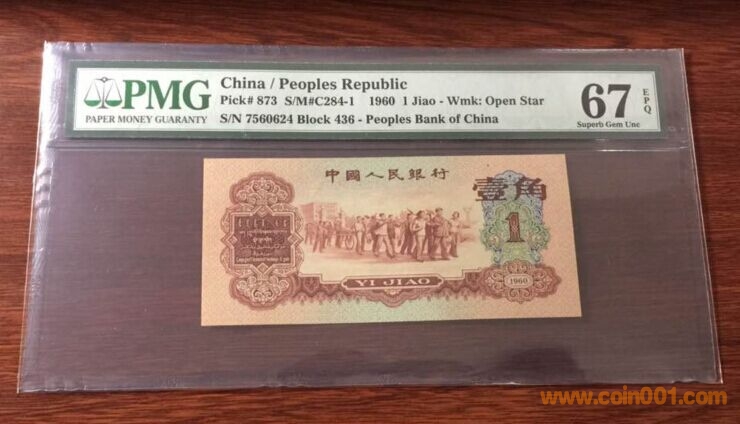 PMG
PAPER MONEY GUARANTY
China / Peoples Republic
Pick# 873 S/M#C284-1 1960 1 Jiao - Wmk: Open Star
S/N 7560624 Block 436 - Peoples Bank of China
67 EPQ
Superb Gem Unc
中國人民銀行
壹角
1
YI JIAO
1960
www.coin001.com